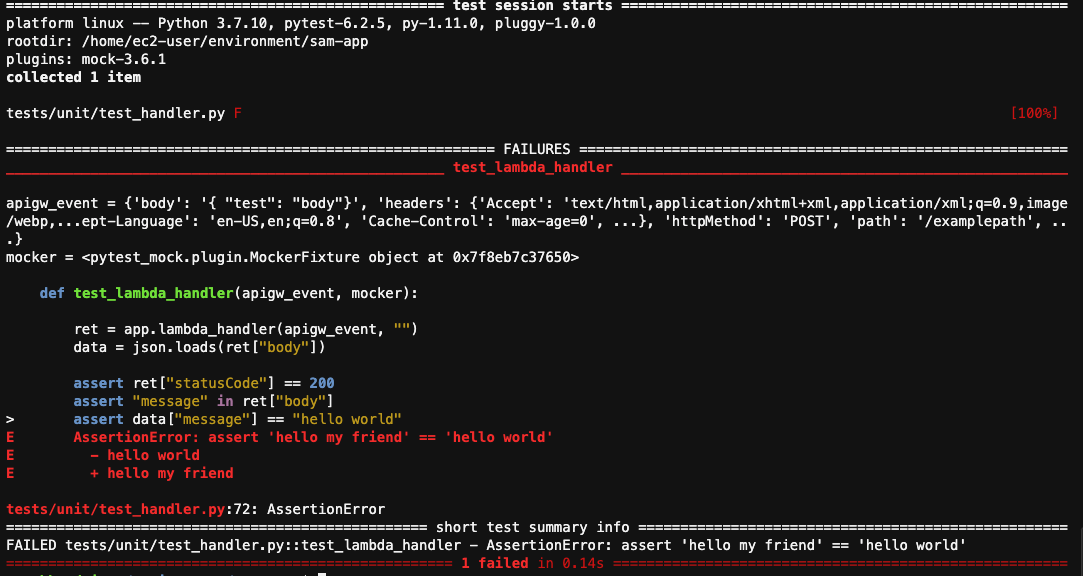 ==================================================== test session starts =====================================================
platform linux -- Python 3.7.10, pytest-6.2.5, py-1.11.0, pluggy-1.0.0
rootdir: /home/ec2-user/environment/sam-app
plugins: mock-3.6.1
collected 1 item
tests/unit/test_handler.py F [100%]
========================================================== FAILURES ==========================================================
____________________________________________________ test_lambda_handler _____________________________________________________
apigw_event = {'body': '{ "test": "body"}', 'headers': {'Accept': 'text/html,application/xhtml+xml,application/xml;q=0.9,image
/webp,...ept-Language': 'en-US,en;q=0.8', 'Cache-Control': 'max-age=0', ...}, 'httpMethod': 'POST', 'path': '/examplepath', ..
.}
mocker = <pytest_mock.plugin.MockerFixture object at 0x7f8eb7c37650>
def test_lambda_handler(apigw_event, mocker):
ret = app.lambda_handler(apigw_event, "")
data = json.loads(ret["body"])
assert ret["statusCode"] == 200
assert "message" in ret["body"]
> assert data["message"] == "hello world"
E AssertionError: assert 'hello my friend' == 'hello world'
E - hello world
E + hello my friend
tests/unit/test_handler.py:72: AssertionError
================================================== short test summary info ===================================================
FAILED tests/unit/test_handler.py::test_lambda_handler - AssertionError: assert 'hello my friend' == 'hello world'
===================================================== 1 failed in 0.14s ======================================================